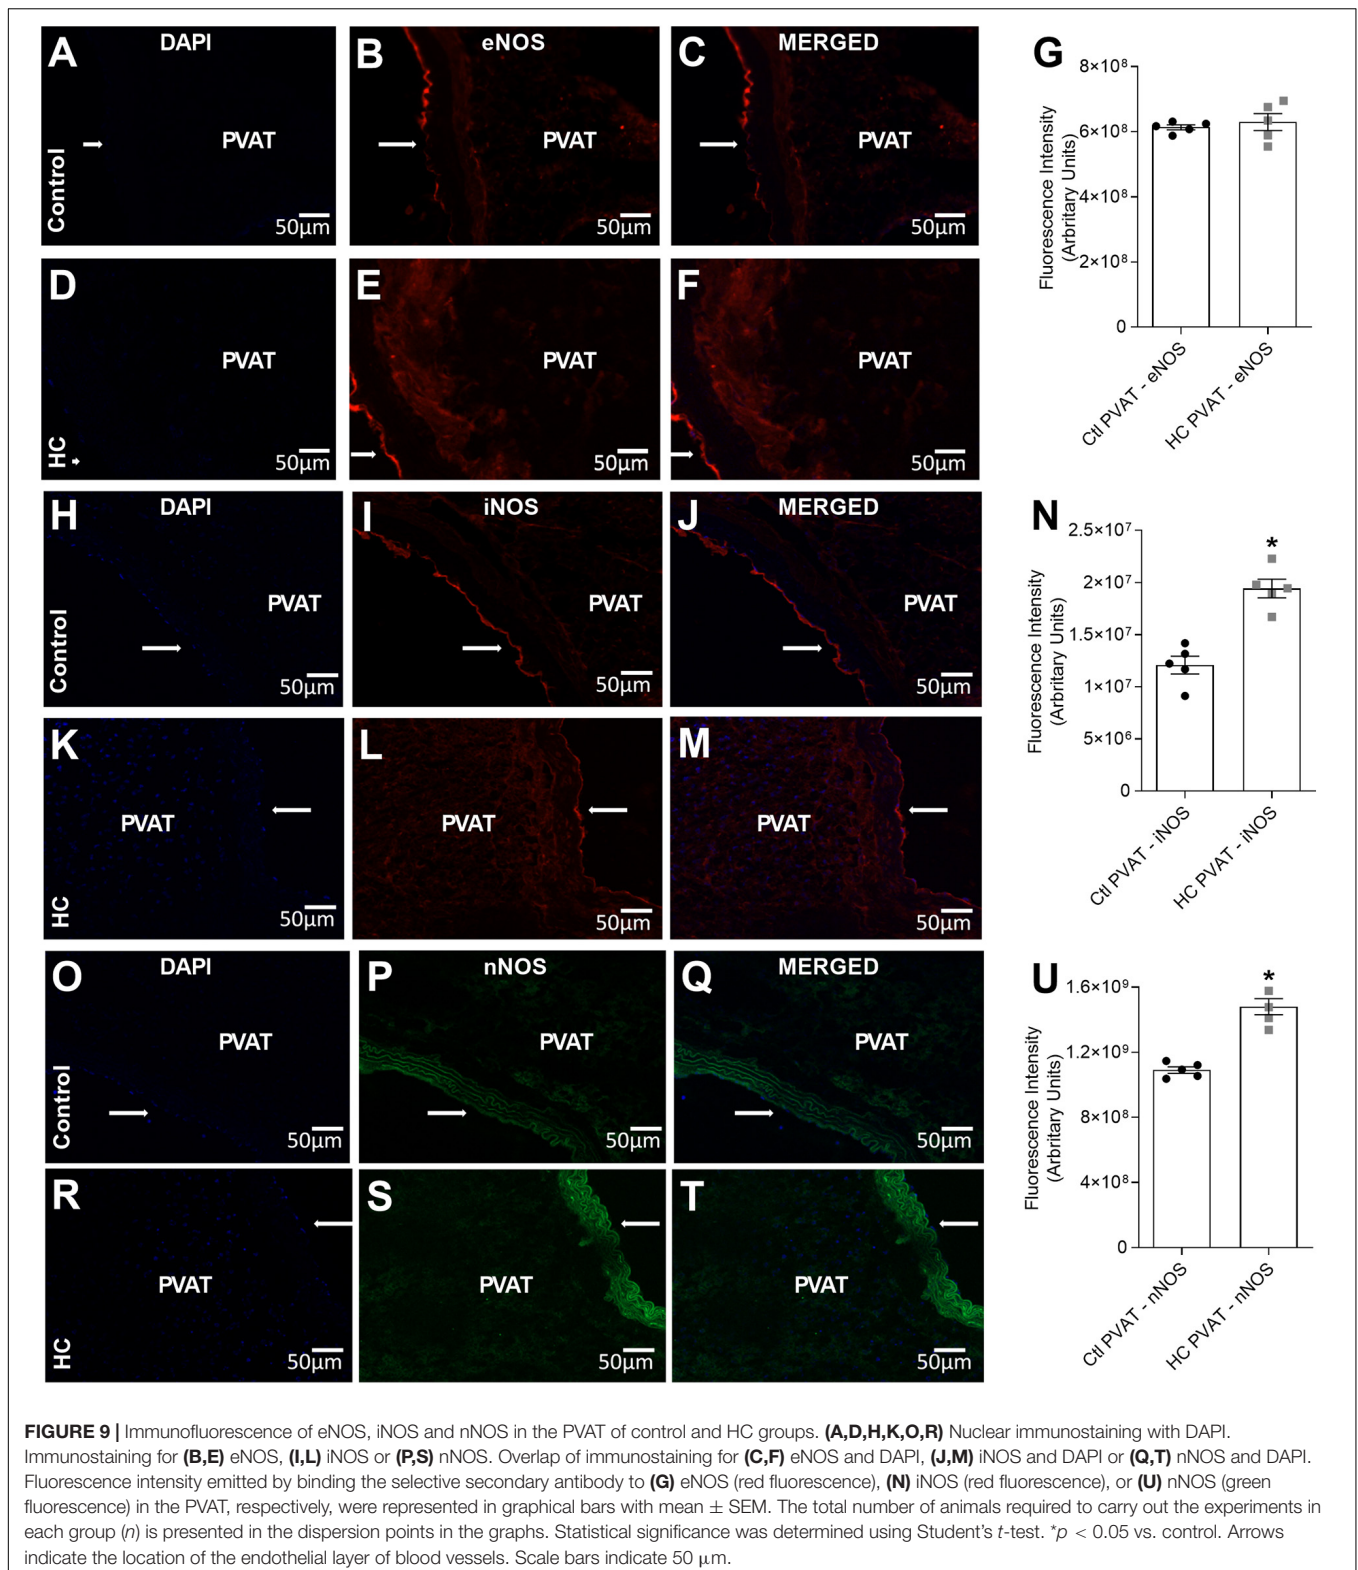 A DAPI Control PVAT 50µm
B eNOS PVAT 50µm
C MERGED PVAT 50µm
G
Fluorescence Intensity
(Arbritary Units)
8×10⁸
6×10⁸
4×10⁸
2×10⁸
0
Ctl PVAT - eNOS
HC PVAT - eNOS
D HC PVAT 50µm
E PVAT 50µm
F PVAT 50µm
H DAPI Control PVAT 50µm
I iNOS PVAT 50µm
J MERGED PVAT 50µm
N
Fluorescence Intensity
(Arbritary Units)
2.5×10⁷
2×10⁷
1.5×10⁷
1×10⁷
5×10⁶
0
*
Ctl PVAT - iNOS
HC PVAT - iNOS
K HC PVAT 50µm
L PVAT 50µm
M PVAT 50µm
O DAPI Control PVAT 50µm
P nNOS PVAT 50µm
Q MERGED PVAT 50µm
U
Fluorescence Intensity
(Arbritary Units)
1.6×10⁹
1.2×10⁹
8×10⁸
4×10⁸
0
*
Ctl PVAT - nNOS
HC PVAT - nNOS
R HC PVAT 50µm
S PVAT 50µm
T PVAT 50µm
FIGURE 9 | Immunofluorescence of eNOS, iNOS and nNOS in the PVAT of control and HC groups. (A,D,H,K,O,R) Nuclear immunostaining with DAPI.
Immunostaining for (B,E) eNOS, (I,L) iNOS or (P,S) nNOS. Overlap of immunostaining for (C,F) eNOS and DAPI, (J,M) iNOS and DAPI or (Q,T) nNOS and DAPI.
Fluorescence intensity emitted by binding the selective secondary antibody to (G) eNOS (red fluorescence), (N) iNOS (red fluorescence), or (U) nNOS (green
fluorescence) in the PVAT, respectively, were represented in graphical bars with mean ± SEM. The total number of animals required to carry out the experiments in
each group (n) is presented in the dispersion points in the graphs. Statistical significance was determined using Student's t-test. *p < 0.05 vs. control. Arrows
indicate the location of the endothelial layer of blood vessels. Scale bars indicate 50 µm.